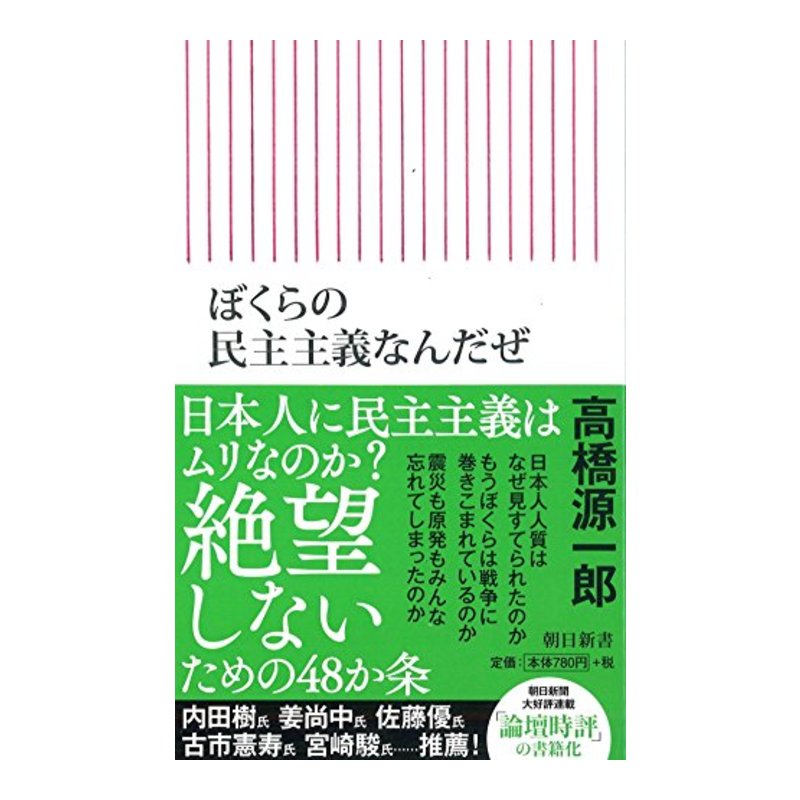 ぼくらの
民主主義なんだぜ
日本人に民主主義は
ムリなのか?
絶望
しない
ための48か条
高橋源一郎
日本人人質は
なぜ見すてられたのか
もうぼくらは戦争に
巻きこまれているのか
震災も原発もみんな
忘れてしまったのか
朝日新書
定価:本体780円+税
内田樹氏 姜尚中氏 佐藤優氏
古市憲寿氏 宮崎駿氏……推薦!
朝日新聞
大好評連載
「論壇時評」
の書籍化